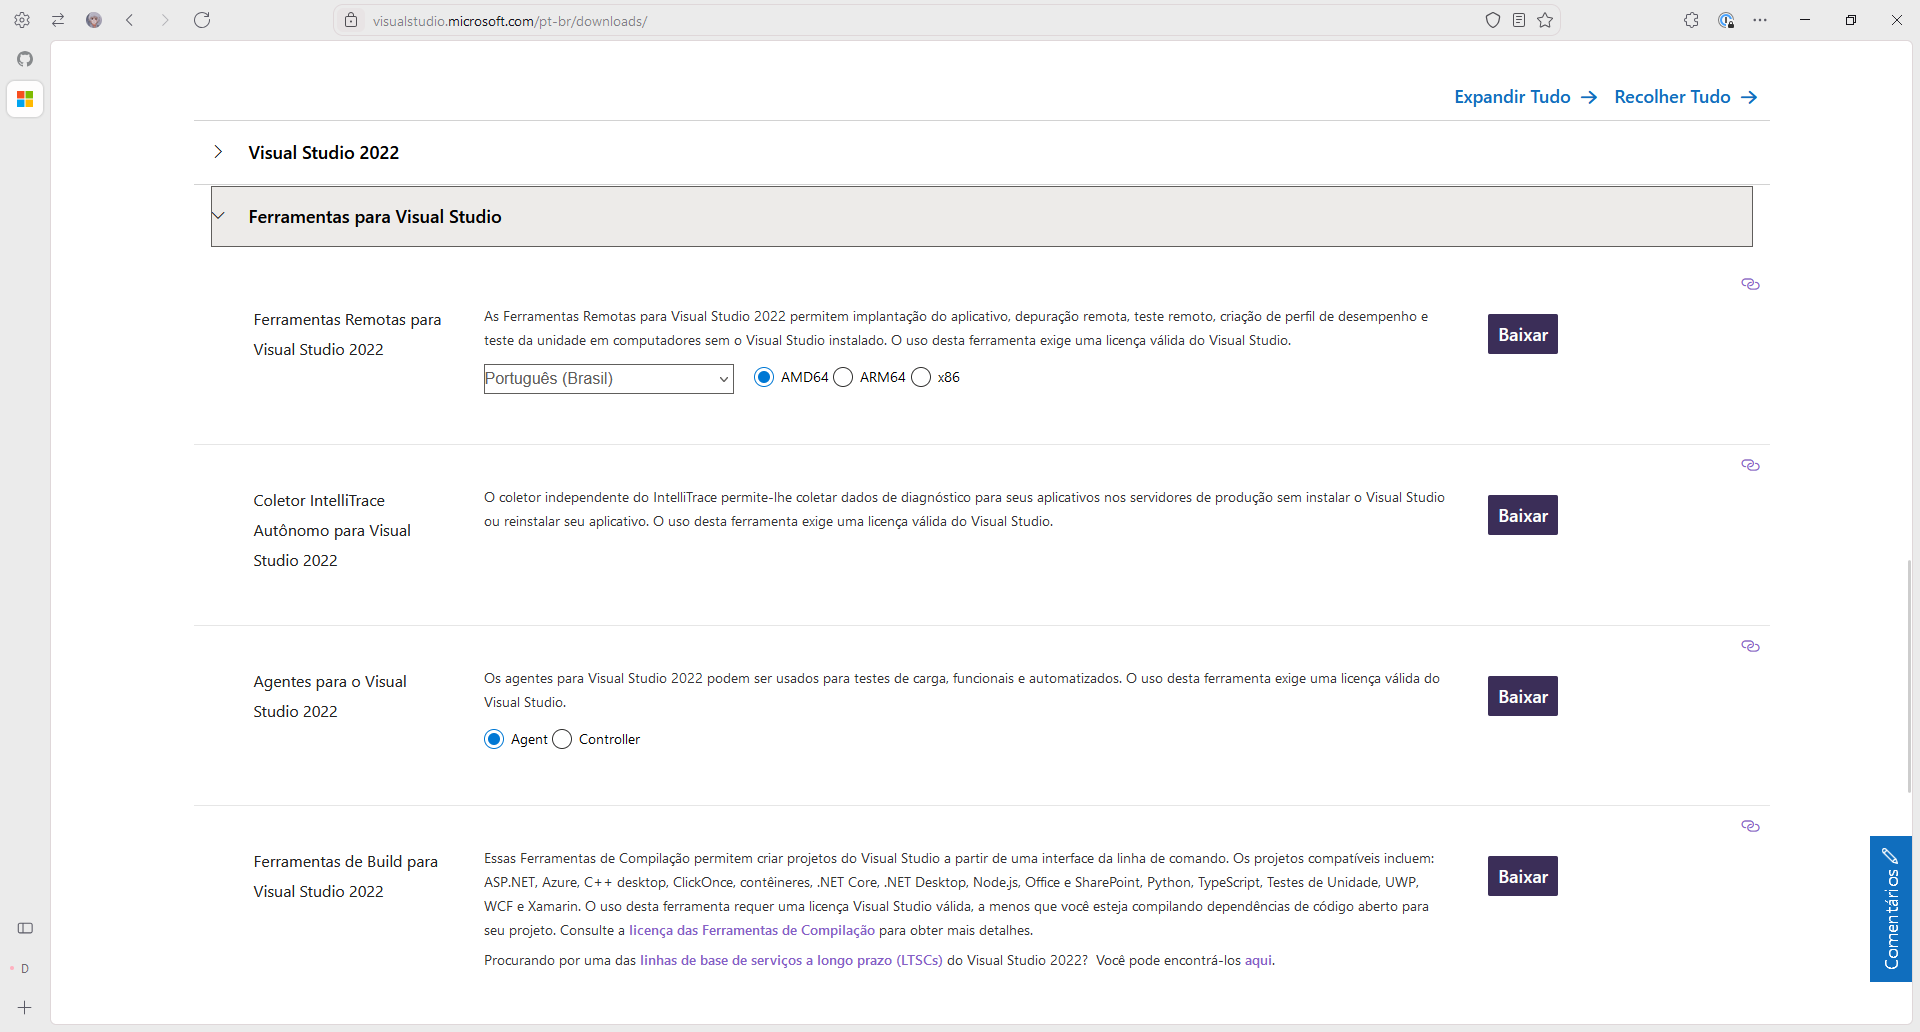 visualstudio.microsoft.com/pt-br/downloads/
Expandir Tudo
Recolher Tudo
Visual Studio 2022
Ferramentas para Visual Studio
Ferramentas Remotas para
Visual Studio 2022
As Ferramentas Remotas para Visual Studio 2022 permitem implantação do aplicativo, depuração remota, teste remoto, criação de perfil de desempenho e
teste da unidade em computadores sem o Visual Studio instalado. O uso desta ferramenta exige uma licença válida do Visual Studio.
Português (Brasil)
AMD64 ARM64 x86
Baixar
Coletor IntelliTrace
Autônomo para Visual
Studio 2022
O coletor independente do IntelliTrace permite-lhe coletar dados de diagnóstico para seus aplicativos nos servidores de produção sem instalar o Visual Studio
ou reinstalar seu aplicativo. O uso desta ferramenta exige uma licença válida do Visual Studio.
Baixar
Agentes para o Visual
Studio 2022
Os agentes para Visual Studio 2022 podem ser usados para testes de carga, funcionais e automatizados. O uso desta ferramenta exige uma licença válida do
Visual Studio.
Agent Controller
Baixar
Ferramentas de Build para
Visual Studio 2022
Essas Ferramentas de Compilação permitem criar projetos do Visual Studio a partir de uma interface da linha de comando. Os projetos compatíveis incluem:
ASP.NET, Azure, C++ desktop, ClickOnce, contêineres, .NET Core, .NET Desktop, Node.js, Office e SharePoint, Python, TypeScript, Testes de Unidade, UWP,
WCF e Xamarin. O uso desta ferramenta requer uma licença Visual Studio válida, a menos que você esteja compilando dependências de código aberto para
seu projeto. Consulte a licença das Ferramentas de Compilação para obter mais detalhes.
Procurando por uma das linhas de base de serviços a longo prazo (LTSCs) do Visual Studio 2022? Você pode encontrá-los aqui.
Baixar
Comentários
D